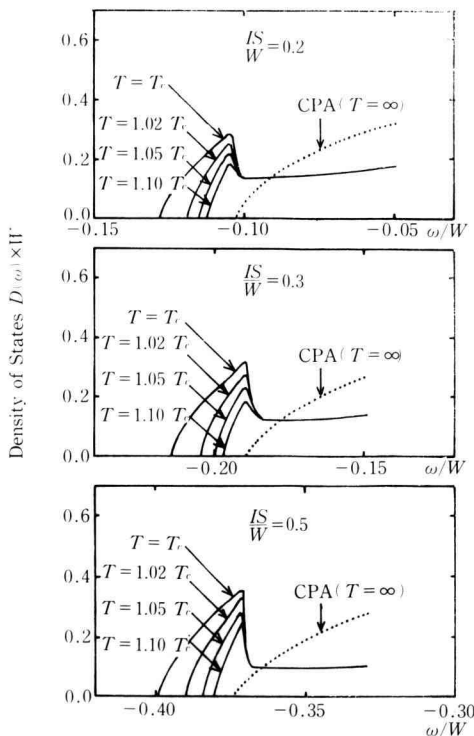 Density of States D(ω)×W
0.6
0.4
0.2
0.0
IS/W = 0.2
T = Tc
T = 1.02 Tc
T = 1.05 Tc
T = 1.10 Tc
CPA(T=∞)
−0.15
−0.10
−0.05
ω/W
0.6
0.4
0.2
0.0
IS/W = 0.3
T = Tc
T = 1.02 Tc
T = 1.05 Tc
T = 1.10 Tc
CPA(T=∞)
−0.20
−0.15
ω/W
0.6
0.4
0.2
0.0
IS/W = 0.5
T = Tc
T = 1.02 Tc
T = 1.05 Tc
T = 1.10 Tc
CPA(T=∞)
−0.40
−0.35
−0.30
ω/W